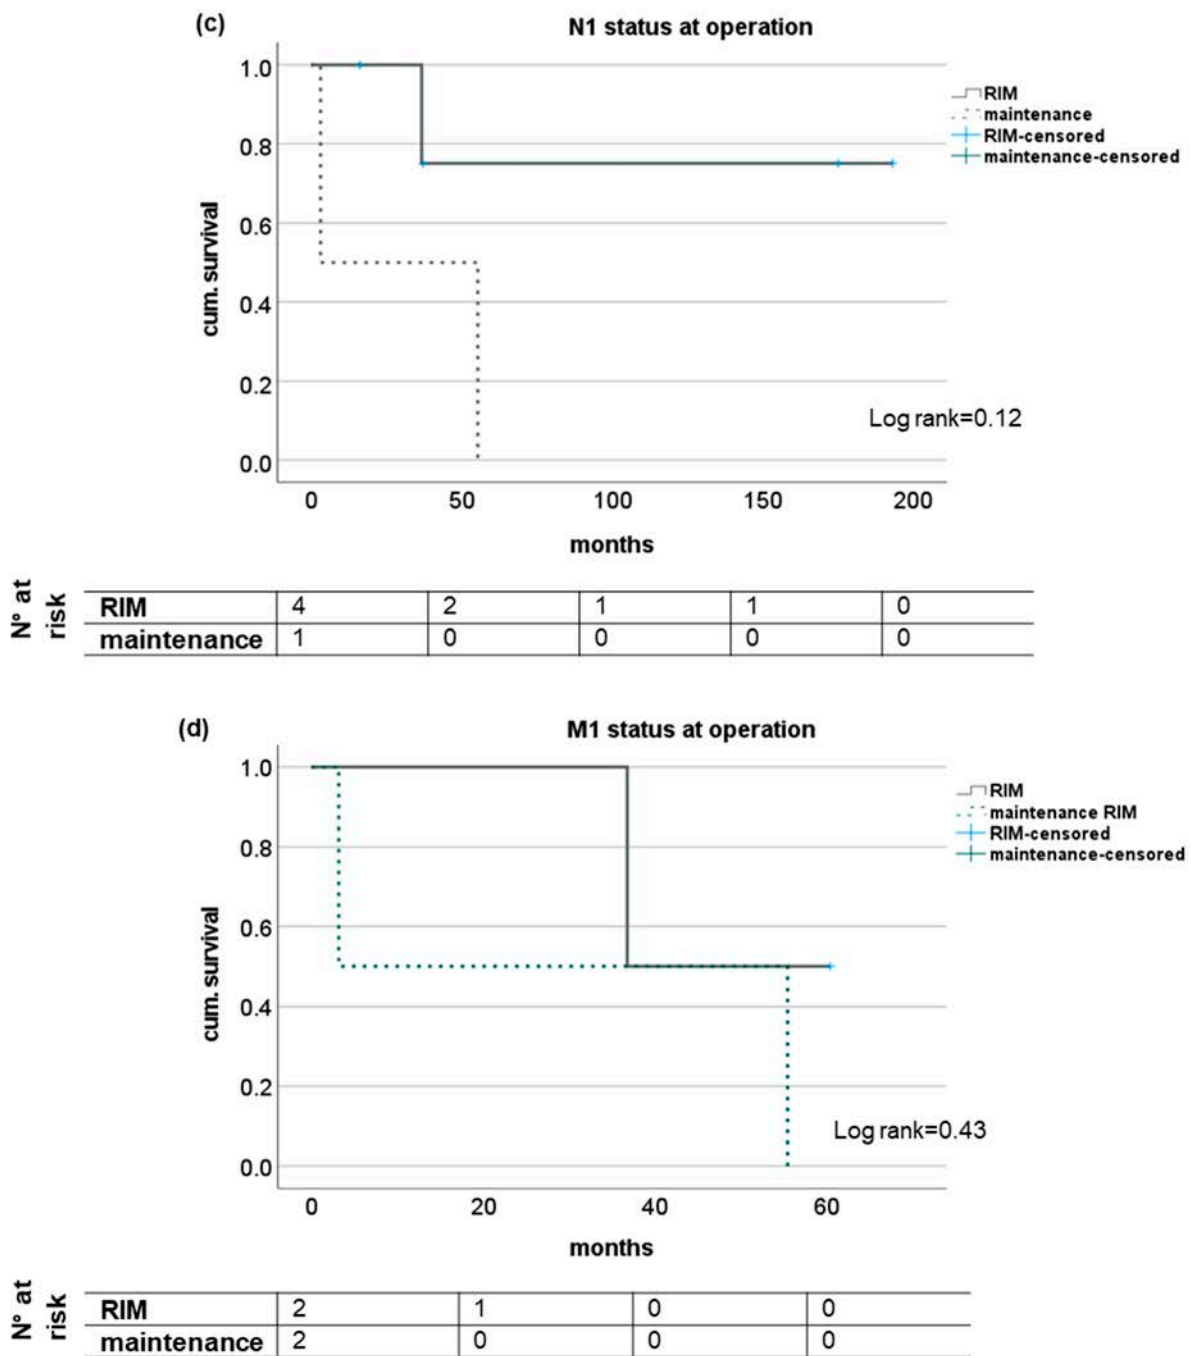 (c)
N1 status at operation
1.0
0.8
0.6
0.4
0.2
0.0
cum. survival
RIM
maintenance
RIM-censored
maintenance-censored
Log rank=0.12
0 50 100 150 200
months
N° at risk
RIM 4 2 1 1 0
maintenance 1 0 0 0 0
(d)
M1 status at operation
1.0
0.8
0.6
0.4
0.2
0.0
cum. survival
RIM
maintenance RIM
RIM-censored
maintenance-censored
Log rank=0.43
0 20 40 60
months
N° at risk
RIM 2 1 0 0
maintenance 2 0 0 0